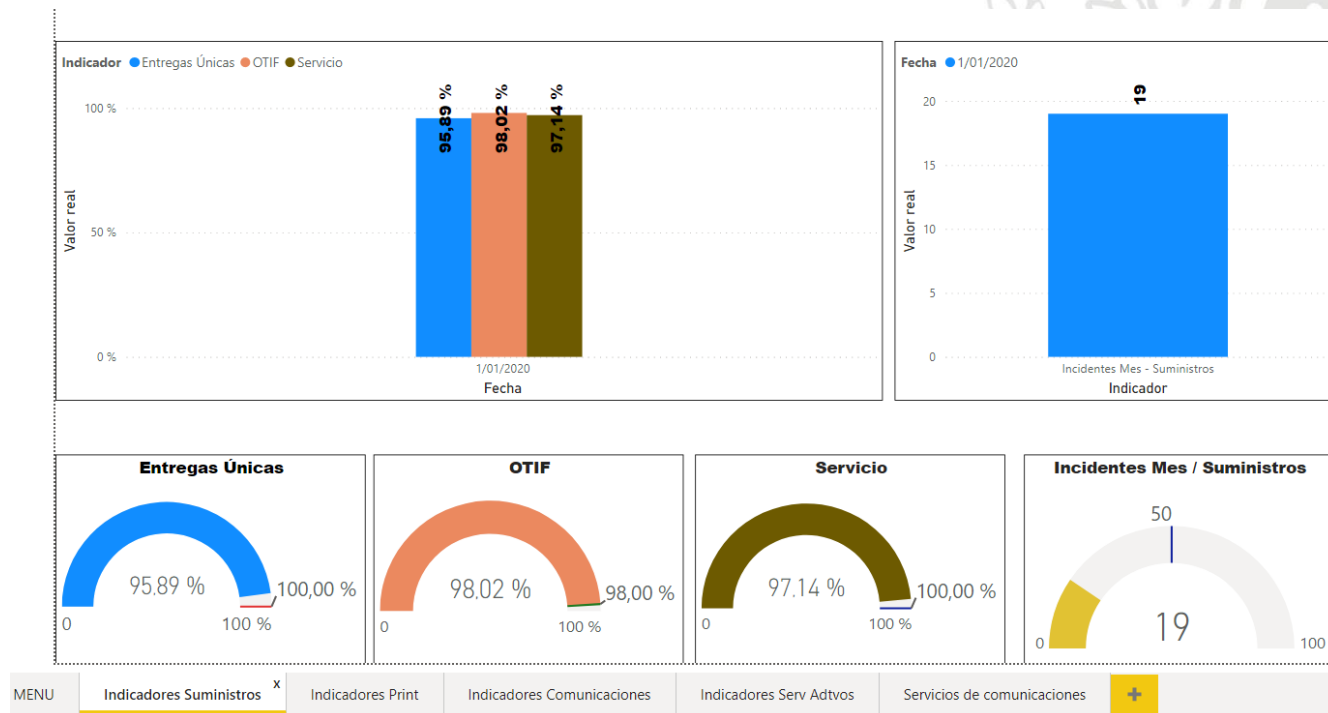 Indicador Entregas Únicas OTIF Servicio
95,89 %
98,02 %
97,14 %
100 %
50 %
0 %
Valor real
1/01/2020
Fecha
Fecha 1/01/2020
19
20
15
10
5
0
Valor real
Incidentes Mes - Suministros
Indicador
Entregas Únicas
95.89 %
100,00 %
0
100 %
OTIF
98.02 %
98,00 %
0
100 %
Servicio
97.14 %
100,00 %
0
100 %
Incidentes Mes / Suministros
50
19
0
100
MENU
Indicadores Suministros x
Indicadores Print
Indicadores Comunicaciones
Indicadores Serv Adtvos
Servicios de comunicaciones
+